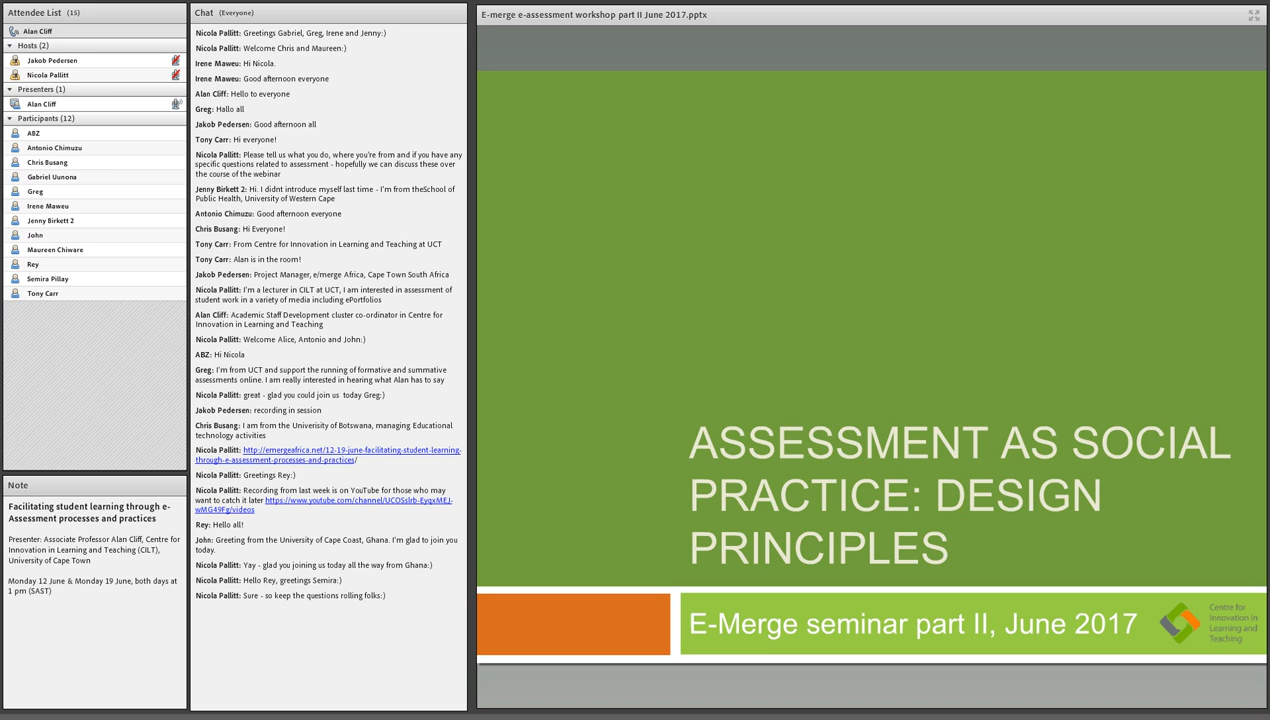 Attendee List (15)
Alan Cliff
Hosts (2)
Jakob Pedersen
Nicola Pallitt
Presenters (1)
Alan Cliff
Participants (12)
ABZ
Antonio Chimuzu
Chris Busang
Gabriel Uunona
Greg
Irene Maweu
Jenny Birkett 2
John
Maureen Chiware
Rey
Semira Pillay
Tony Carr
Note
Facilitating student learning through e-
Assessment processes and practices
Presenter: Associate Professor Alan Cliff, Centre for
Innovation in Learning and Teaching (CILT),
University of Cape Town
Monday 12 June & Monday 19 June, both days at
1 pm (SAST)
Chat (Everyone)
Nicola Pallitt: Greetings Gabriel, Greg, Irene and Jenny:)
Nicola Pallitt: Welcome Chris and Maureen:)
Irene Maweu: Hi Nicola.
Irene Maweu: Good afternoon everyone
Alan Cliff: Hello to everyone
Greg: Hallo all
Jakob Pedersen: Good afternoon all
Tony Carr: Hi everyone!
Nicola Pallitt: Please tell us what you do, where you're from and if you have any
specific questions related to assessment - hopefully we can discuss these over
the course of the webinar
Jenny Birkett 2: Hi. I didnt introduce myself last time - I'm from theSchool of
Public Health, University of Western Cape
Antonio Chimuzu: Good afternoon everyone
Chris Busang: Hi Everyone!
Tony Carr: From Centre for Innovation in Learning and Teaching at UCT
Tony Carr: Alan is in the room!
Jakob Pedersen: Project Manager, e/merge Africa, Cape Town South Africa
Nicola Pallitt: I'm a lecturer in CILT at UCT, I am interested in assessment of
student work in a variety of media including ePortfolios
Alan Cliff: Academic Staff Development cluster co-ordinator in Centre for
Innovation in Learning and Teaching
Nicola Pallitt: Welcome Alice, Antonio and John:)
ABZ: Hi Nicola
Greg: I'm from UCT and support the running of formative and summative
assessments online. I am really interested in hearing what Alan has to say
Nicola Pallitt: great - glad you could join us today Greg:)
Jakob Pedersen: recording in session
Chris Busang: I am from the Univerisity of Botswana, managing Educational
technology activities
Nicola Pallitt: http://emergeafrica.net/12-19-june-facilitating-student-learning-
through-e-assessment-processes-and-practices/
Nicola Pallitt: Greetings Rey:)
Nicola Pallitt: Recording from last week is on YouTube for those who may
want to catch it later https://www.youtube.com/channel/UCOSslrb-EyqxMEJ-
wMG49Fg/videos
Rey: Hello all!
John: Greeting from the University of Cape Coast, Ghana. I'm glad to join you
today.
Nicola Pallitt: Yay - glad you joining us today all the way from Ghana:)
Nicola Pallitt: Hello Rey, greetings Semira:)
Nicola Pallitt: Sure - so keep the questions rolling folks:)
E-merge e-assessment workshop part II June 2017.pptx
ASSESSMENT AS SOCIAL
PRACTICE: DESIGN
PRINCIPLES
E-Merge seminar part II, June 2017
Centre for
Innovation in
Learning and
Teaching